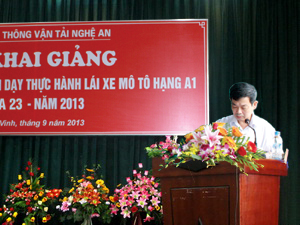 THÔNG VẬN TẢI NGHỆ AN
KHAI GIẢNG
DẠY THỰC HÀNH LÁI XE MÔ TÔ HẠNG A1
A 23 - NĂM 2013
Vinh, tháng 9 năm 2013